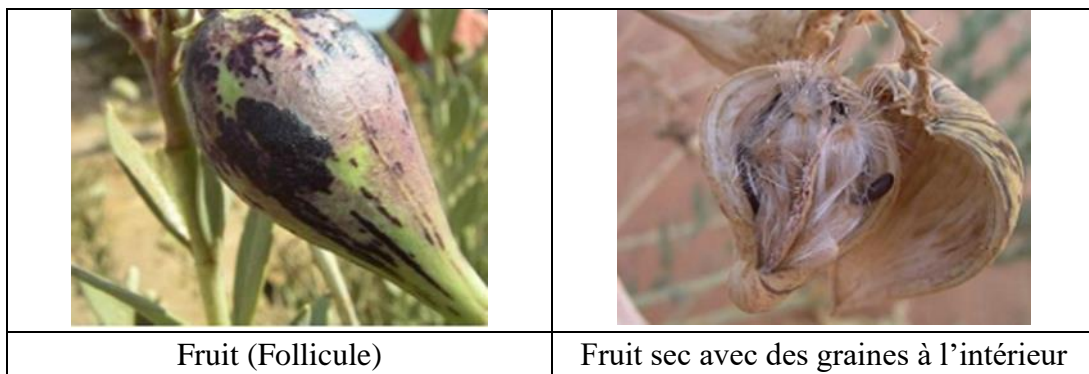 Fruit (Follicule)
Fruit sec avec des graines à l’intérieur